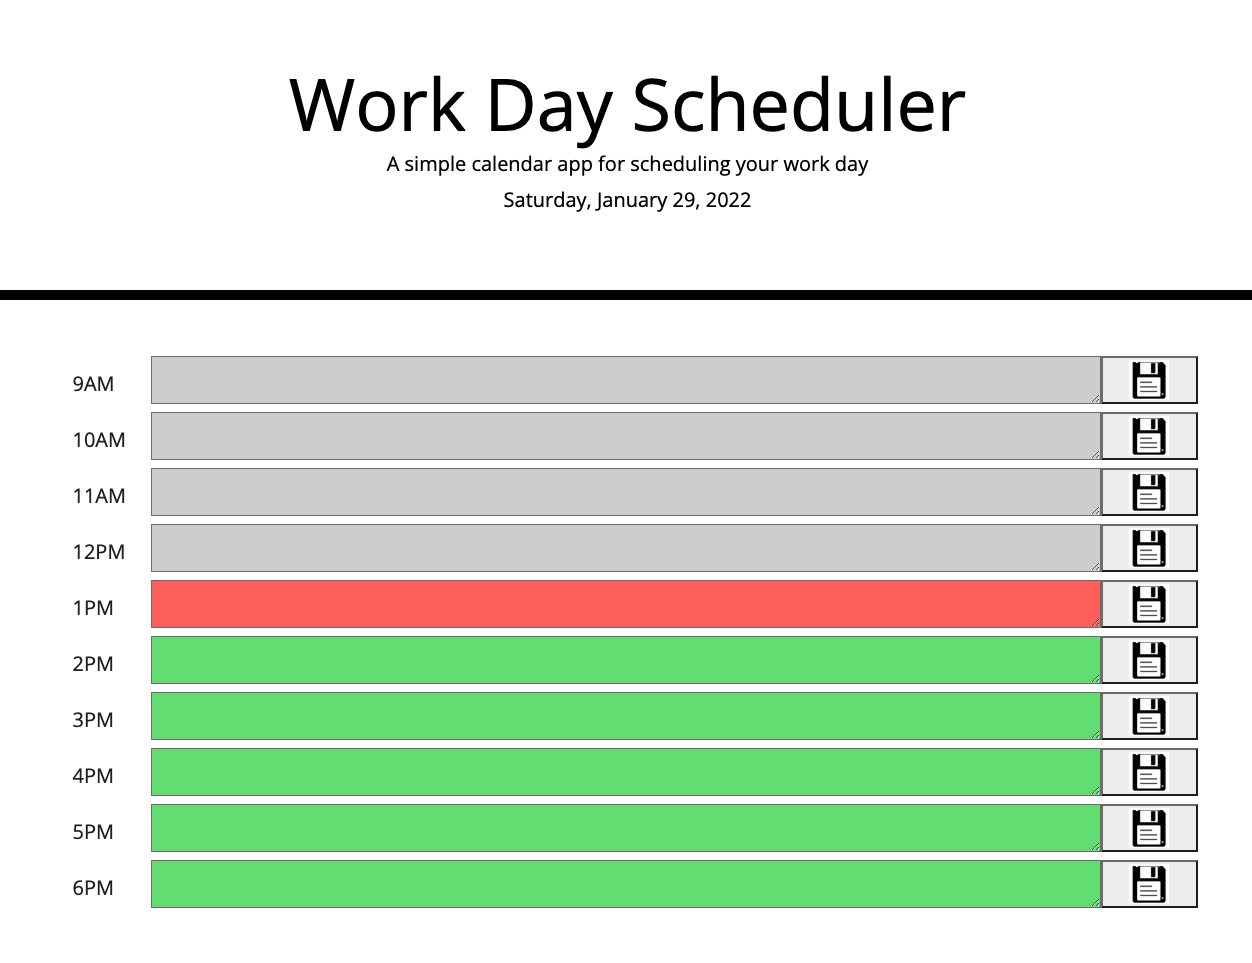 Work Day Scheduler
A simple calendar app for scheduling your work day
Saturday, January 29, 2022
9AM
10AM
11AM
12PM
1PM
2PM
3PM
4PM
5PM
6PM